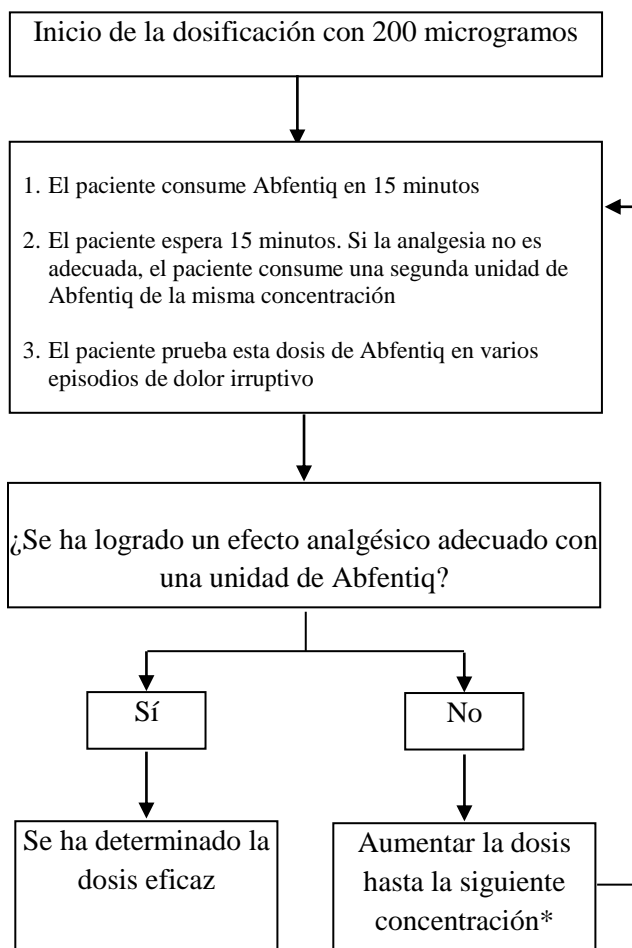 Inicio de la dosificación con 200 microgramos
1. El paciente consume Abfentiq en 15 minutos
2. El paciente espera 15 minutos. Si la analgesia no es
adecuada, el paciente consume una segunda unidad de
Abfentiq de la misma concentración
3. El paciente prueba esta dosis de Abfentiq en varios
episodios de dolor irruptivo
¿Se ha logrado un efecto analgésico adecuado con
una unidad de Abfentiq?
Sí
No
Se ha determinado la
dosis eficaz
Aumentar la dosis
hasta la siguiente
concentración*